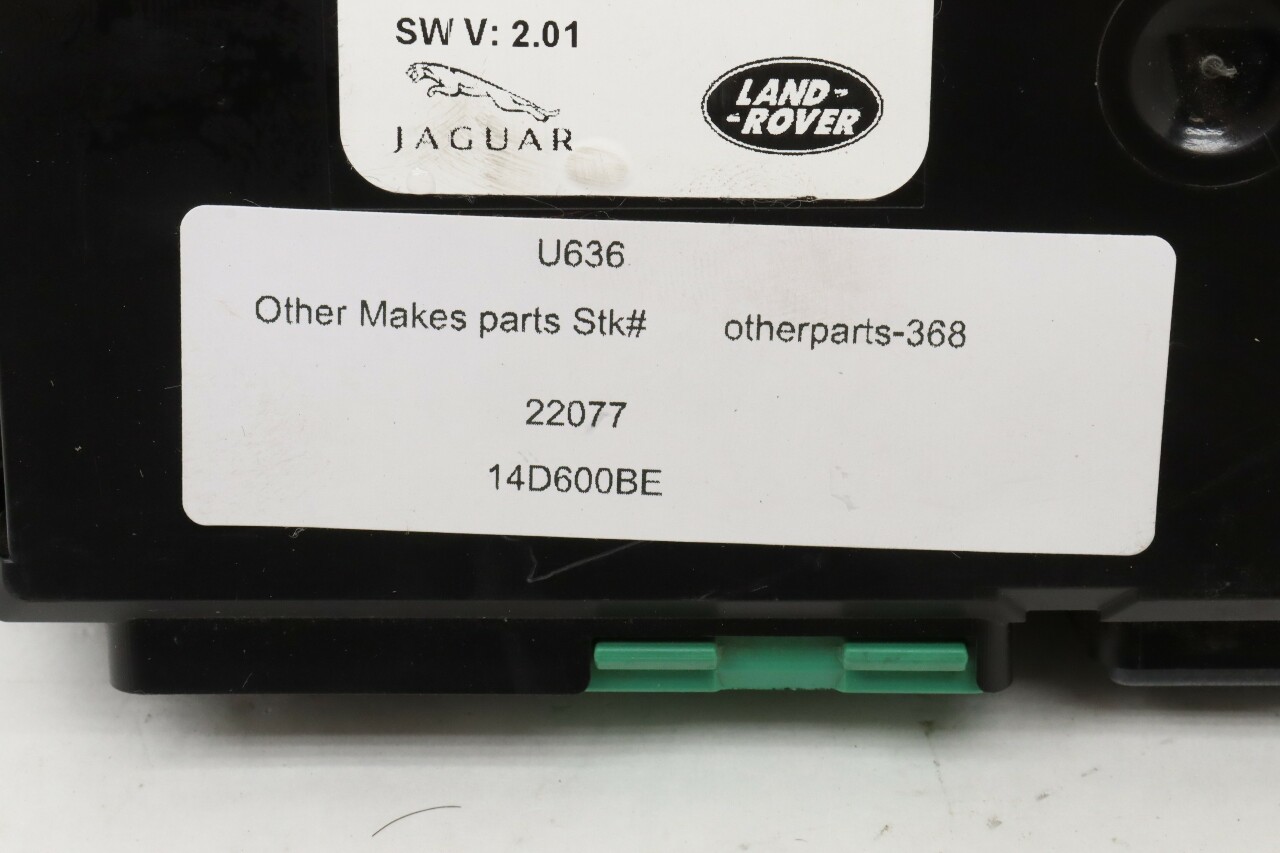 SW V: 2.01
JAGUAR
LAND-
-ROVER
U636
Other Makes parts Stk# otherparts-368
22077
14D600BE